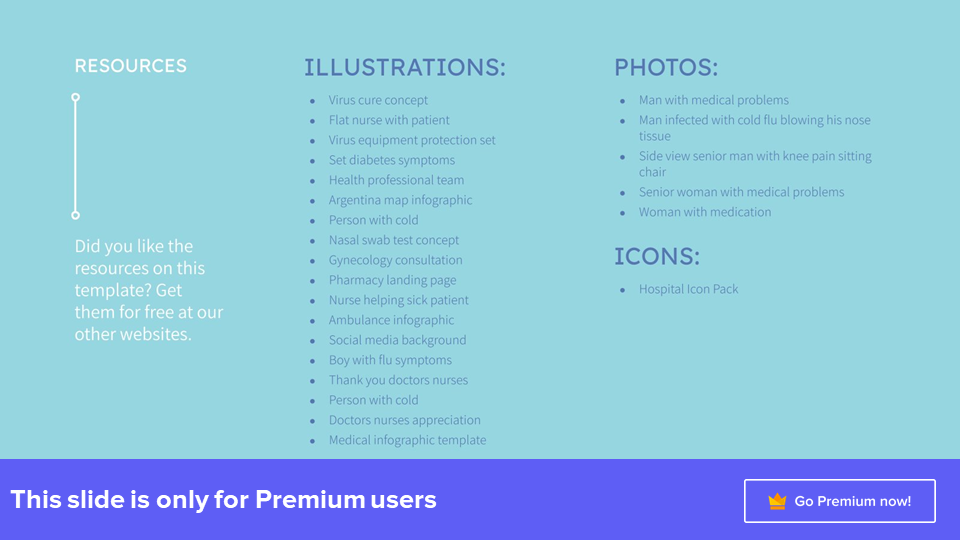 RESOURCES
Did you like the
resources on this
template? Get
them for free at our
other websites.
ILLUSTRATIONS:
● Virus cure concept
● Flat nurse with patient
● Virus equipment protection set
● Set diabetes symptoms
● Health professional team
● Argentina map infographic
● Person with cold
● Nasal swab test concept
● Gynecology consultation
● Pharmacy landing page
● Nurse helping sick patient
● Ambulance infographic
● Social media background
● Boy with flu symptoms
● Thank you doctors nurses
● Person with cold
● Doctors nurses appreciation
● Medical infographic template
PHOTOS:
● Man with medical problems
● Man infected with cold flu blowing his nose
tissue
● Side view senior man with knee pain sitting
chair
● Senior woman with medical problems
● Woman with medication
ICONS:
● Hospital Icon Pack
This slide is only for Premium users
Go Premium now!